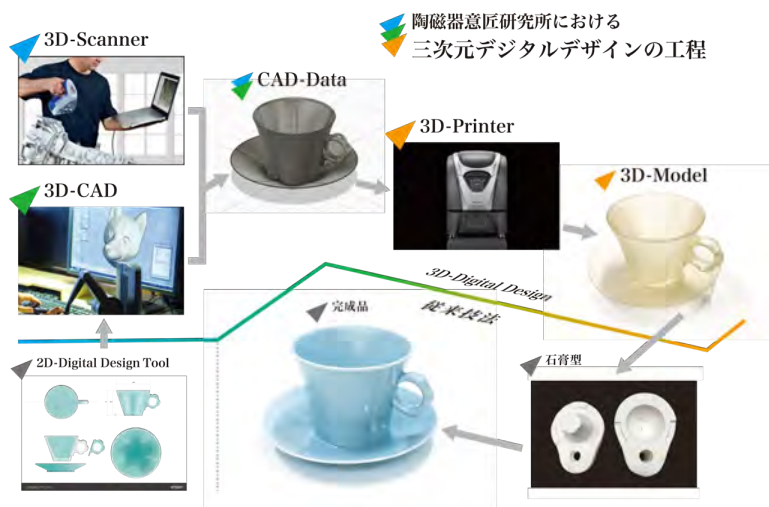 陶磁器意匠研究所における
三次元デジタルデザインの工程
3D-Scanner
CAD-Data
3D-Printer
3D-Model
3D-CAD
3D-Digital Design
従来技法
完成品
2D-Digital Design Tool
石膏型